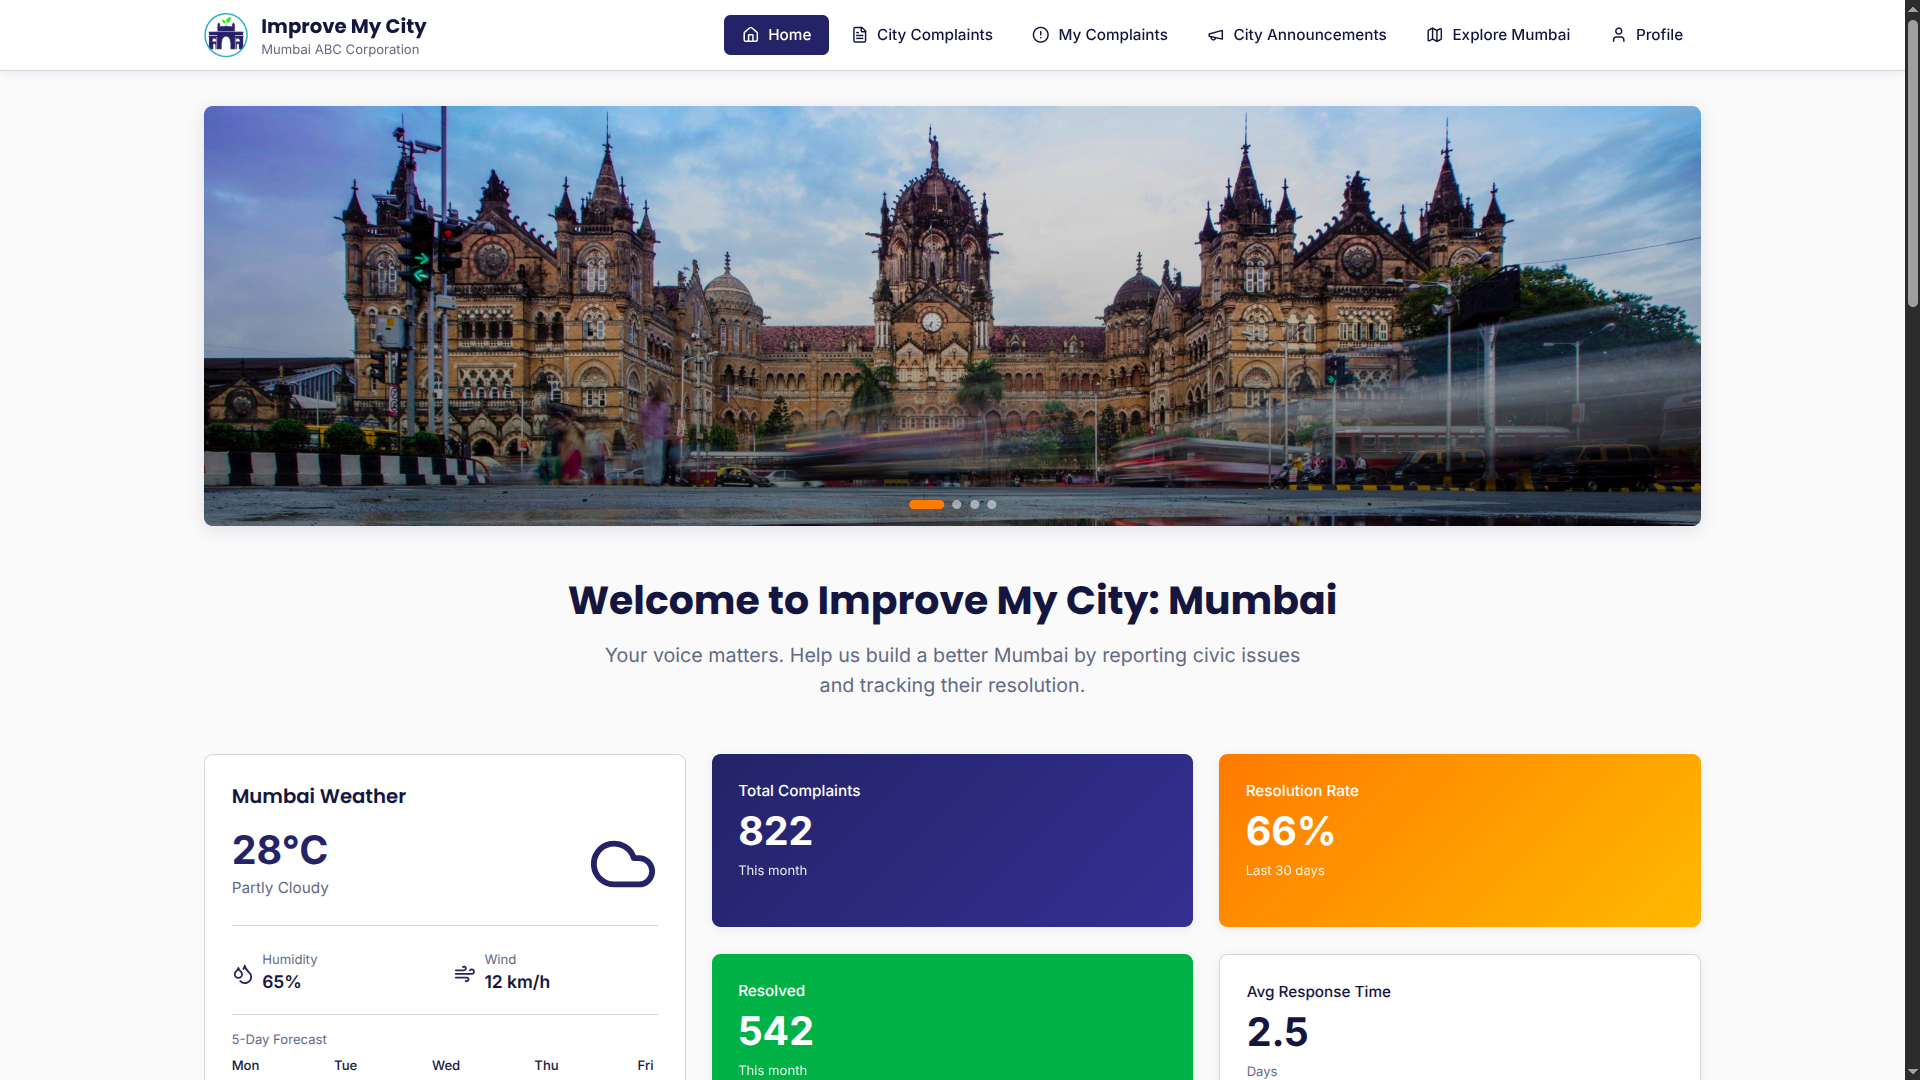 Improve My City
Mumbai ABC Corporation
Home
City Complaints
My Complaints
City Announcements
Explore Mumbai
Profile
Welcome to Improve My City: Mumbai
Your voice matters. Help us build a better Mumbai by reporting civic issues
and tracking their resolution.
Mumbai Weather
28°C
Partly Cloudy
Humidity
65%
Wind
12 km/h
5-Day Forecast
Mon Tue Wed Thu Fri
Total Complaints
822
This month
Resolution Rate
66%
Last 30 days
Resolved
542
This month
Avg Response Time
2.5
Days